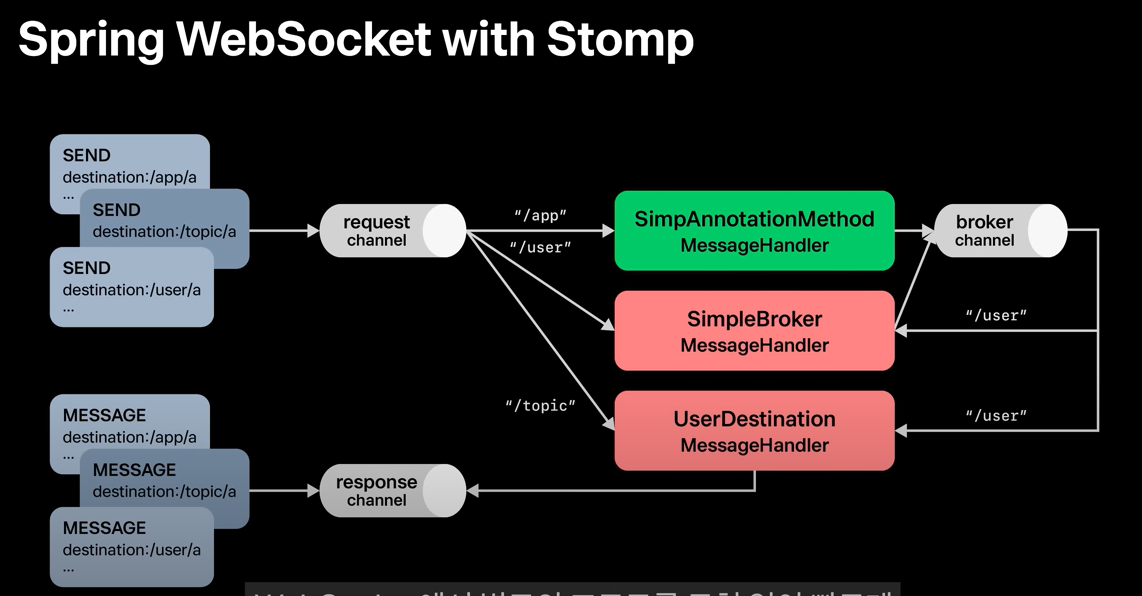 Spring WebSocket with Stomp
SEND
destination:/app/a
...
SEND
destination:/topic/a
SEND
destination:/user/a
...
request
channel
"/app"
"/user"
"/topic"
SimpAnnotationMethod
MessageHandler
SimpleBroker
MessageHandler
UserDestination
MessageHandler
broker
channel
"/user"
"/user"
MESSAGE
destination:/app/a
...
MESSAGE
destination:/topic/a
MESSAGE
destination:/user/a
...
response
channel